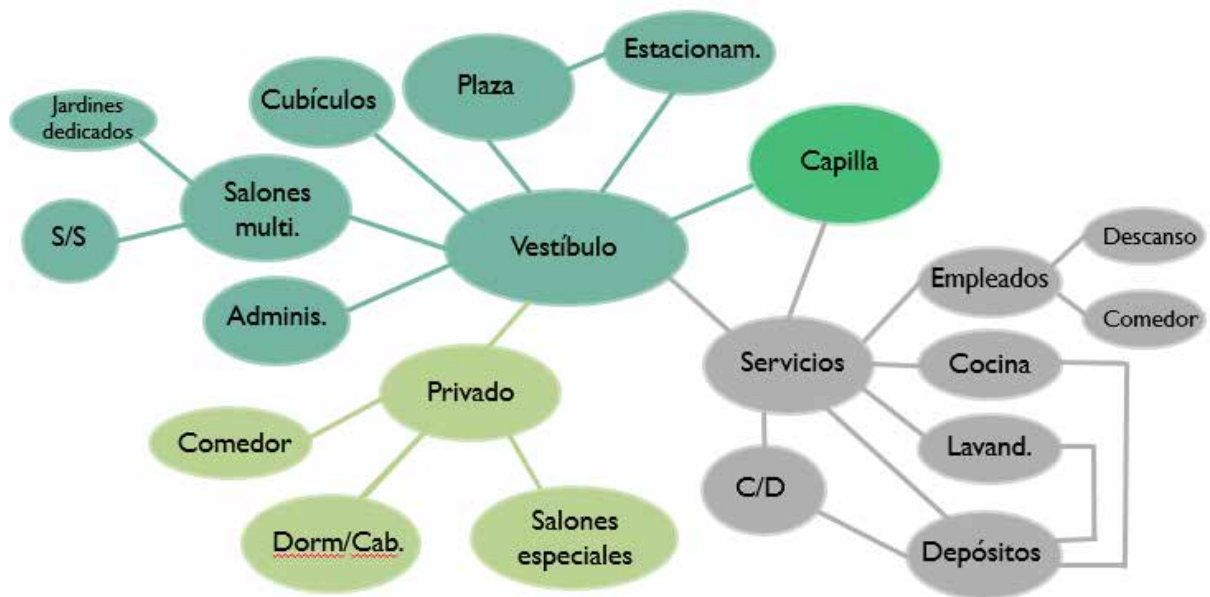 Estacionam.
Plaza
Cubículos
Jardines
dedicados
Capilla
Salones
multi.
S/S
Vestíbulo
Descanso
Empleados
Adminis.
Comedor
Servicios
Cocina
Privado
Comedor
Lavand.
C/D
Dorm/Cab.
Salones
especiales
Depósitos